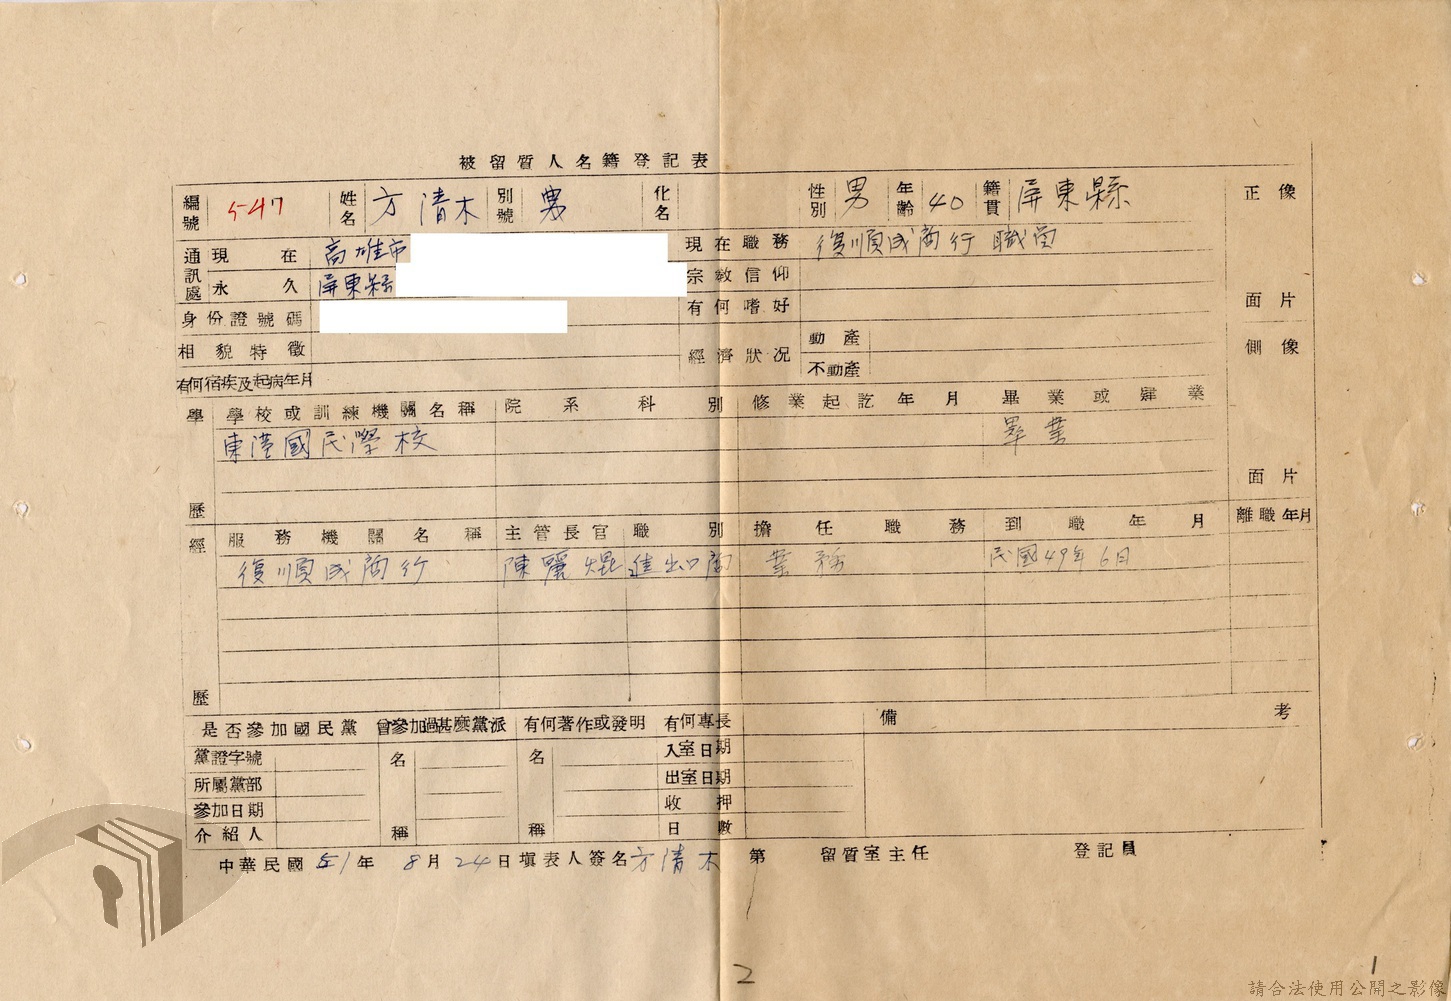 被留質人名籍登記表
編號 5-47 姓名 方清木 別號 男 化名 性別 男 年齡 40 籍貫 屏東縣 正像
通訊處 現在 高雄市 現在職務 復順成商行 職員
永久 屏東縣 宗教信仰
身份證號碼 有何嗜好 面片
相貌特徵 經濟狀況 動產 側像
有何宿疾及起病年月 不動產
學歷 學校或訓練機關名稱 院系科別 修業起訖年月 畢業或肄業
東港國民學校 畢業
面片
經歷 服務機關名稱 主管長官 職別 擔任職務 到職年月 離職年月
復順成商行 陳麗焜 進出口商 業務 民國49年6月
是否參加國民黨 曾參加過甚麼黨派 有何著作或發明 有何專長 備考
黨證字號 名稱 名稱 入室日期
所屬黨部 出室日期
參加日期 收押
介紹人 日數
中華民國51年8月24日填表人簽名 方清木 第 留質室主任 登記員
2
1
請合法使用公開之影像